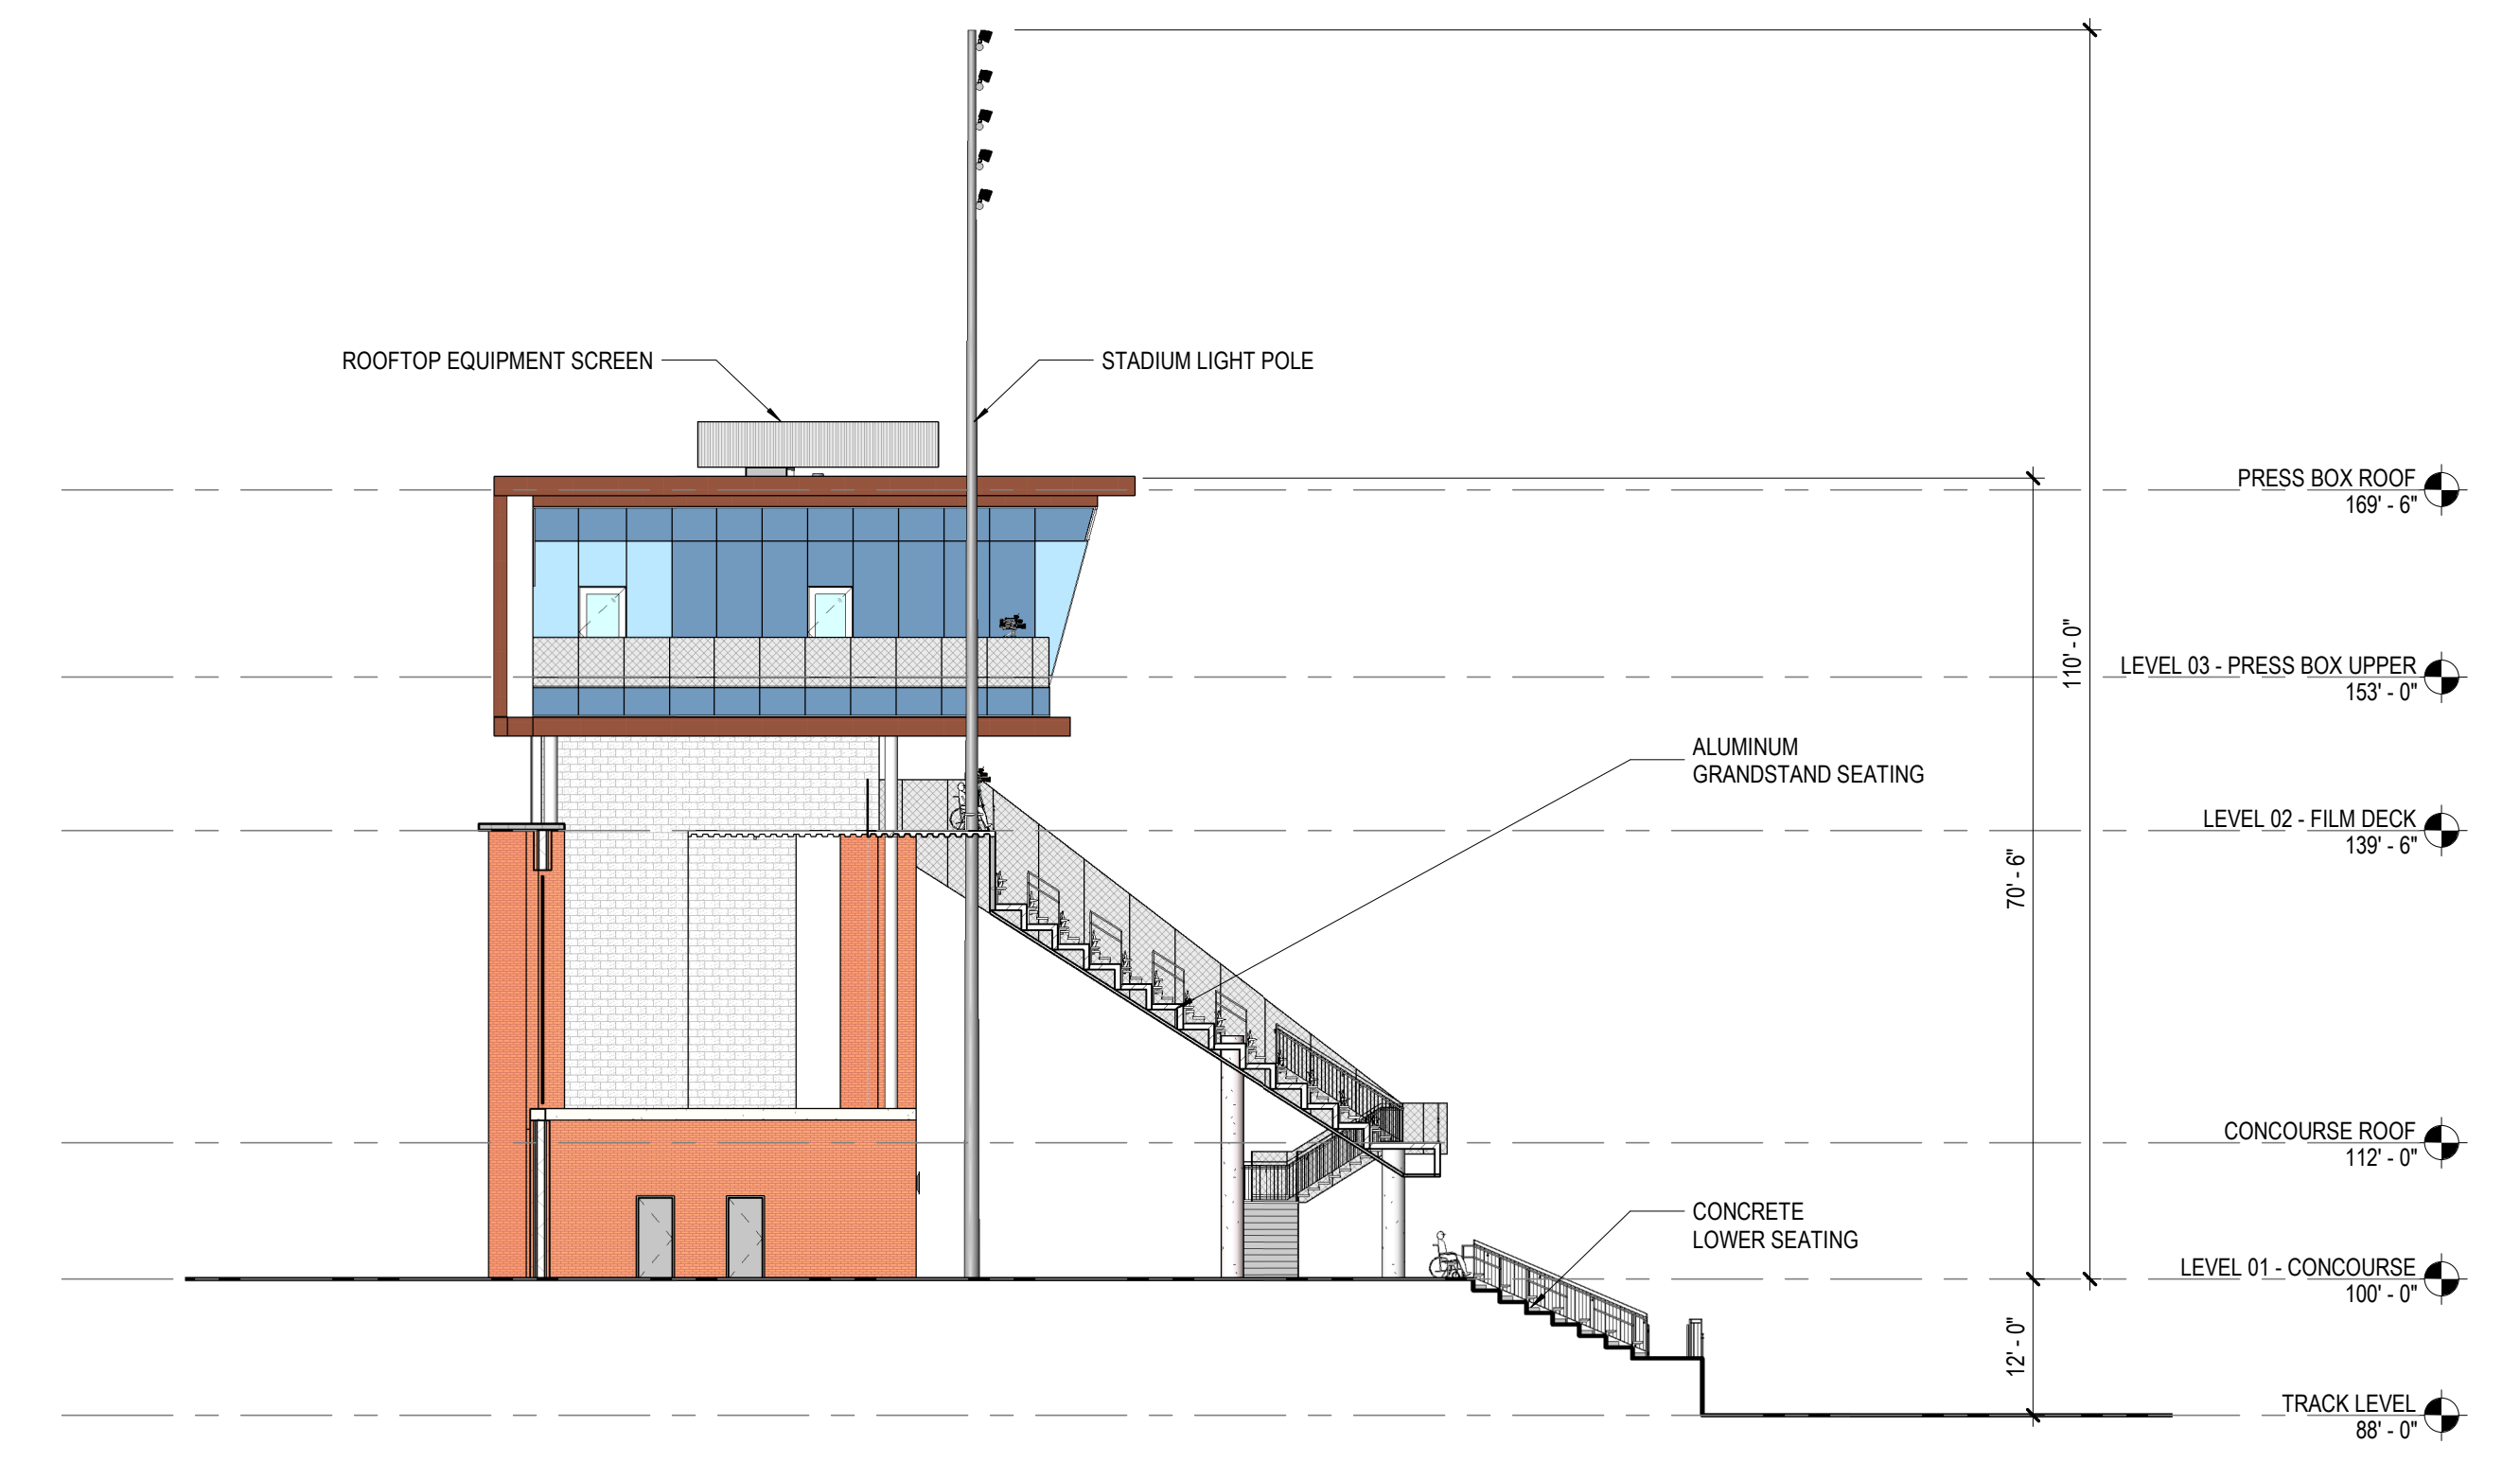 ROOFTOP EQUIPMENT SCREEN
STADIUM LIGHT POLE
PRESS BOX ROOF
169' - 6"
110' - 0"
LEVEL 03 - PRESS BOX UPPER
153' - 0"
ALUMINUM
GRANDSTAND SEATING
LEVEL 02 - FILM DECK
139' - 6"
70' - 6"
CONCOURSE ROOF
112' - 0"
CONCRETE
LOWER SEATING
LEVEL 01 - CONCOURSE
100' - 0"
12' - 0"
TRACK LEVEL
88' - 0"